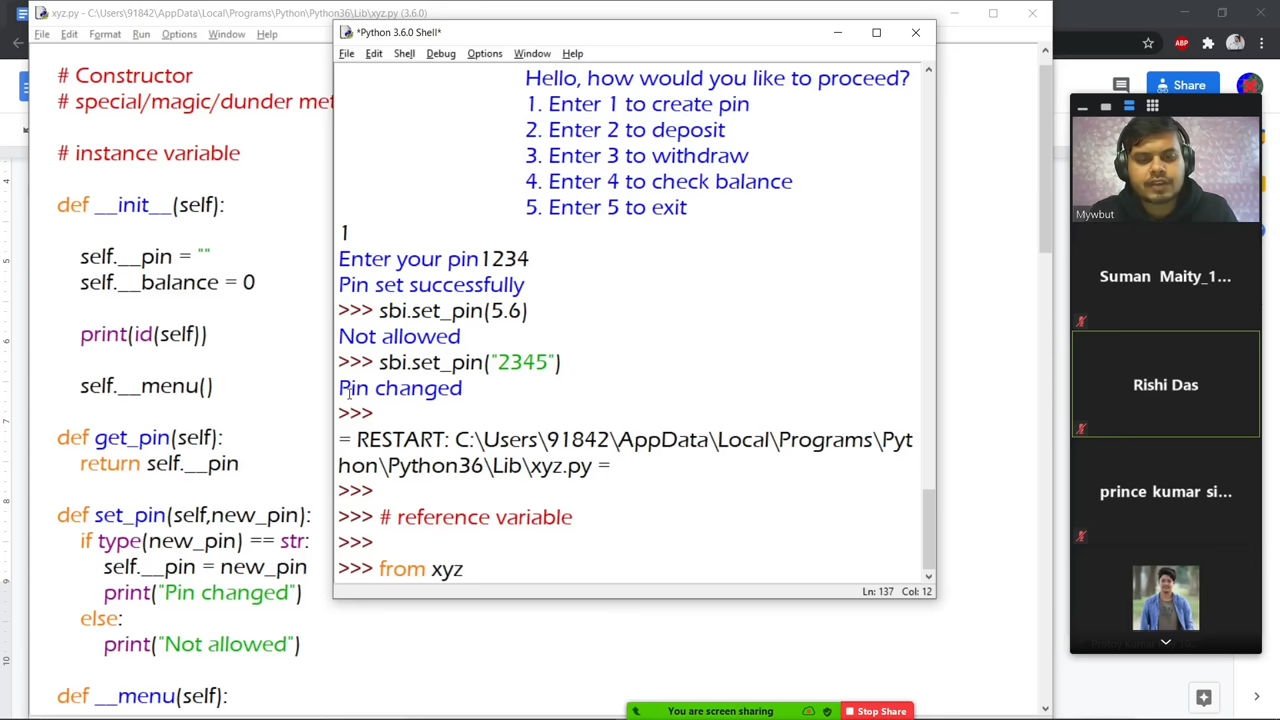 xyz.py - C:\Users\91842\AppData\Local\Programs\Python\Python36\Lib\xyz.py (3.6.0)
File Edit Format Run Options Window Help
# Constructor
# special/magic/dunder met
# instance variable
def __init__(self):
self.__pin = ""
self.__balance = 0
print(id(self))
self.__menu()
def get_pin(self):
return self.__pin
def set_pin(self,new_pin):
if type(new_pin) == str:
self.__pin = new_pin
print("Pin changed")
else:
print("Not allowed")
def __menu(self):
*Python 3.6.0 Shell*
File Edit Shell Debug Options Window Help
Hello, how would you like to proceed?
1. Enter 1 to create pin
2. Enter 2 to deposit
3. Enter 3 to withdraw
4. Enter 4 to check balance
5. Enter 5 to exit
1
Enter your pin1234
Pin set successfully
>>> sbi.set_pin(5.6)
Not allowed
>>> sbi.set_pin("2345")
Pin changed
>>>
= RESTART: C:\Users\91842\AppData\Local\Programs\Pyt
hon\Python36\Lib\xyz.py =
>>>
>>> # reference variable
>>>
>>> from xyz
Ln: 137 Col: 12
ABP
Share
Mywbut
Suman Maity_1...
Rishi Das
prince kumar si...
You are screen sharing
Stop Share
4
5
6
7
8
9
10